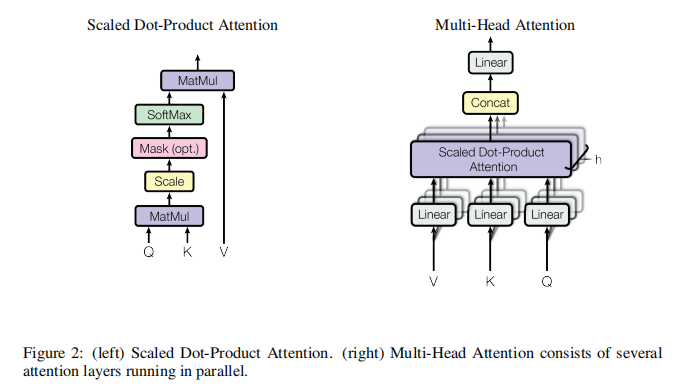 Scaled Dot-Product Attention
MatMul
SoftMax
Mask (opt.)
Scale
MatMul
Q K V
Multi-Head Attention
Linear
Concat
Scaled Dot-Product
Attention
h
Linear Linear Linear
V K Q
Figure 2: (left) Scaled Dot-Product Attention. (right) Multi-Head Attention consists of several
attention layers running in parallel.